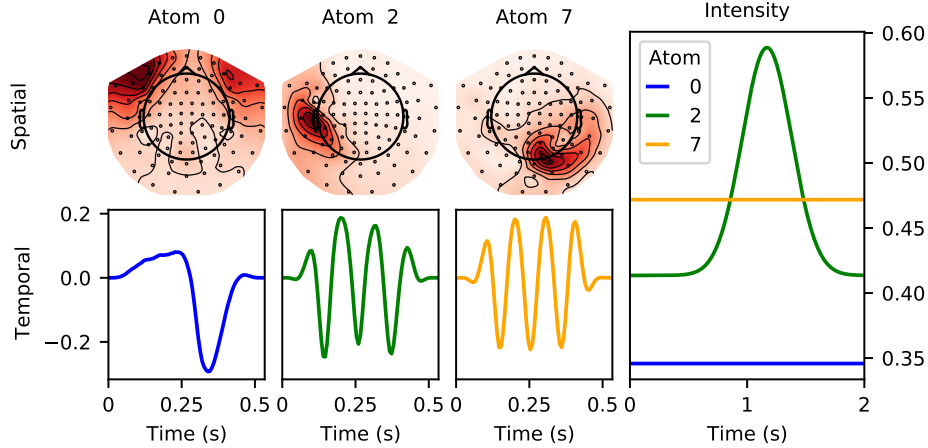 Atom 0
Atom 2
Atom 7
Intensity
Spatial
Atom
0
2
7
0.60
0.55
0.50
0.45
0.40
0.35
Temporal
0.2
0.0
−0.2
0 0.25 0.5
0 0.25 0.5
0 0.25 0.5
0 1 2
Time (s)
Time (s)
Time (s)
Time (s)